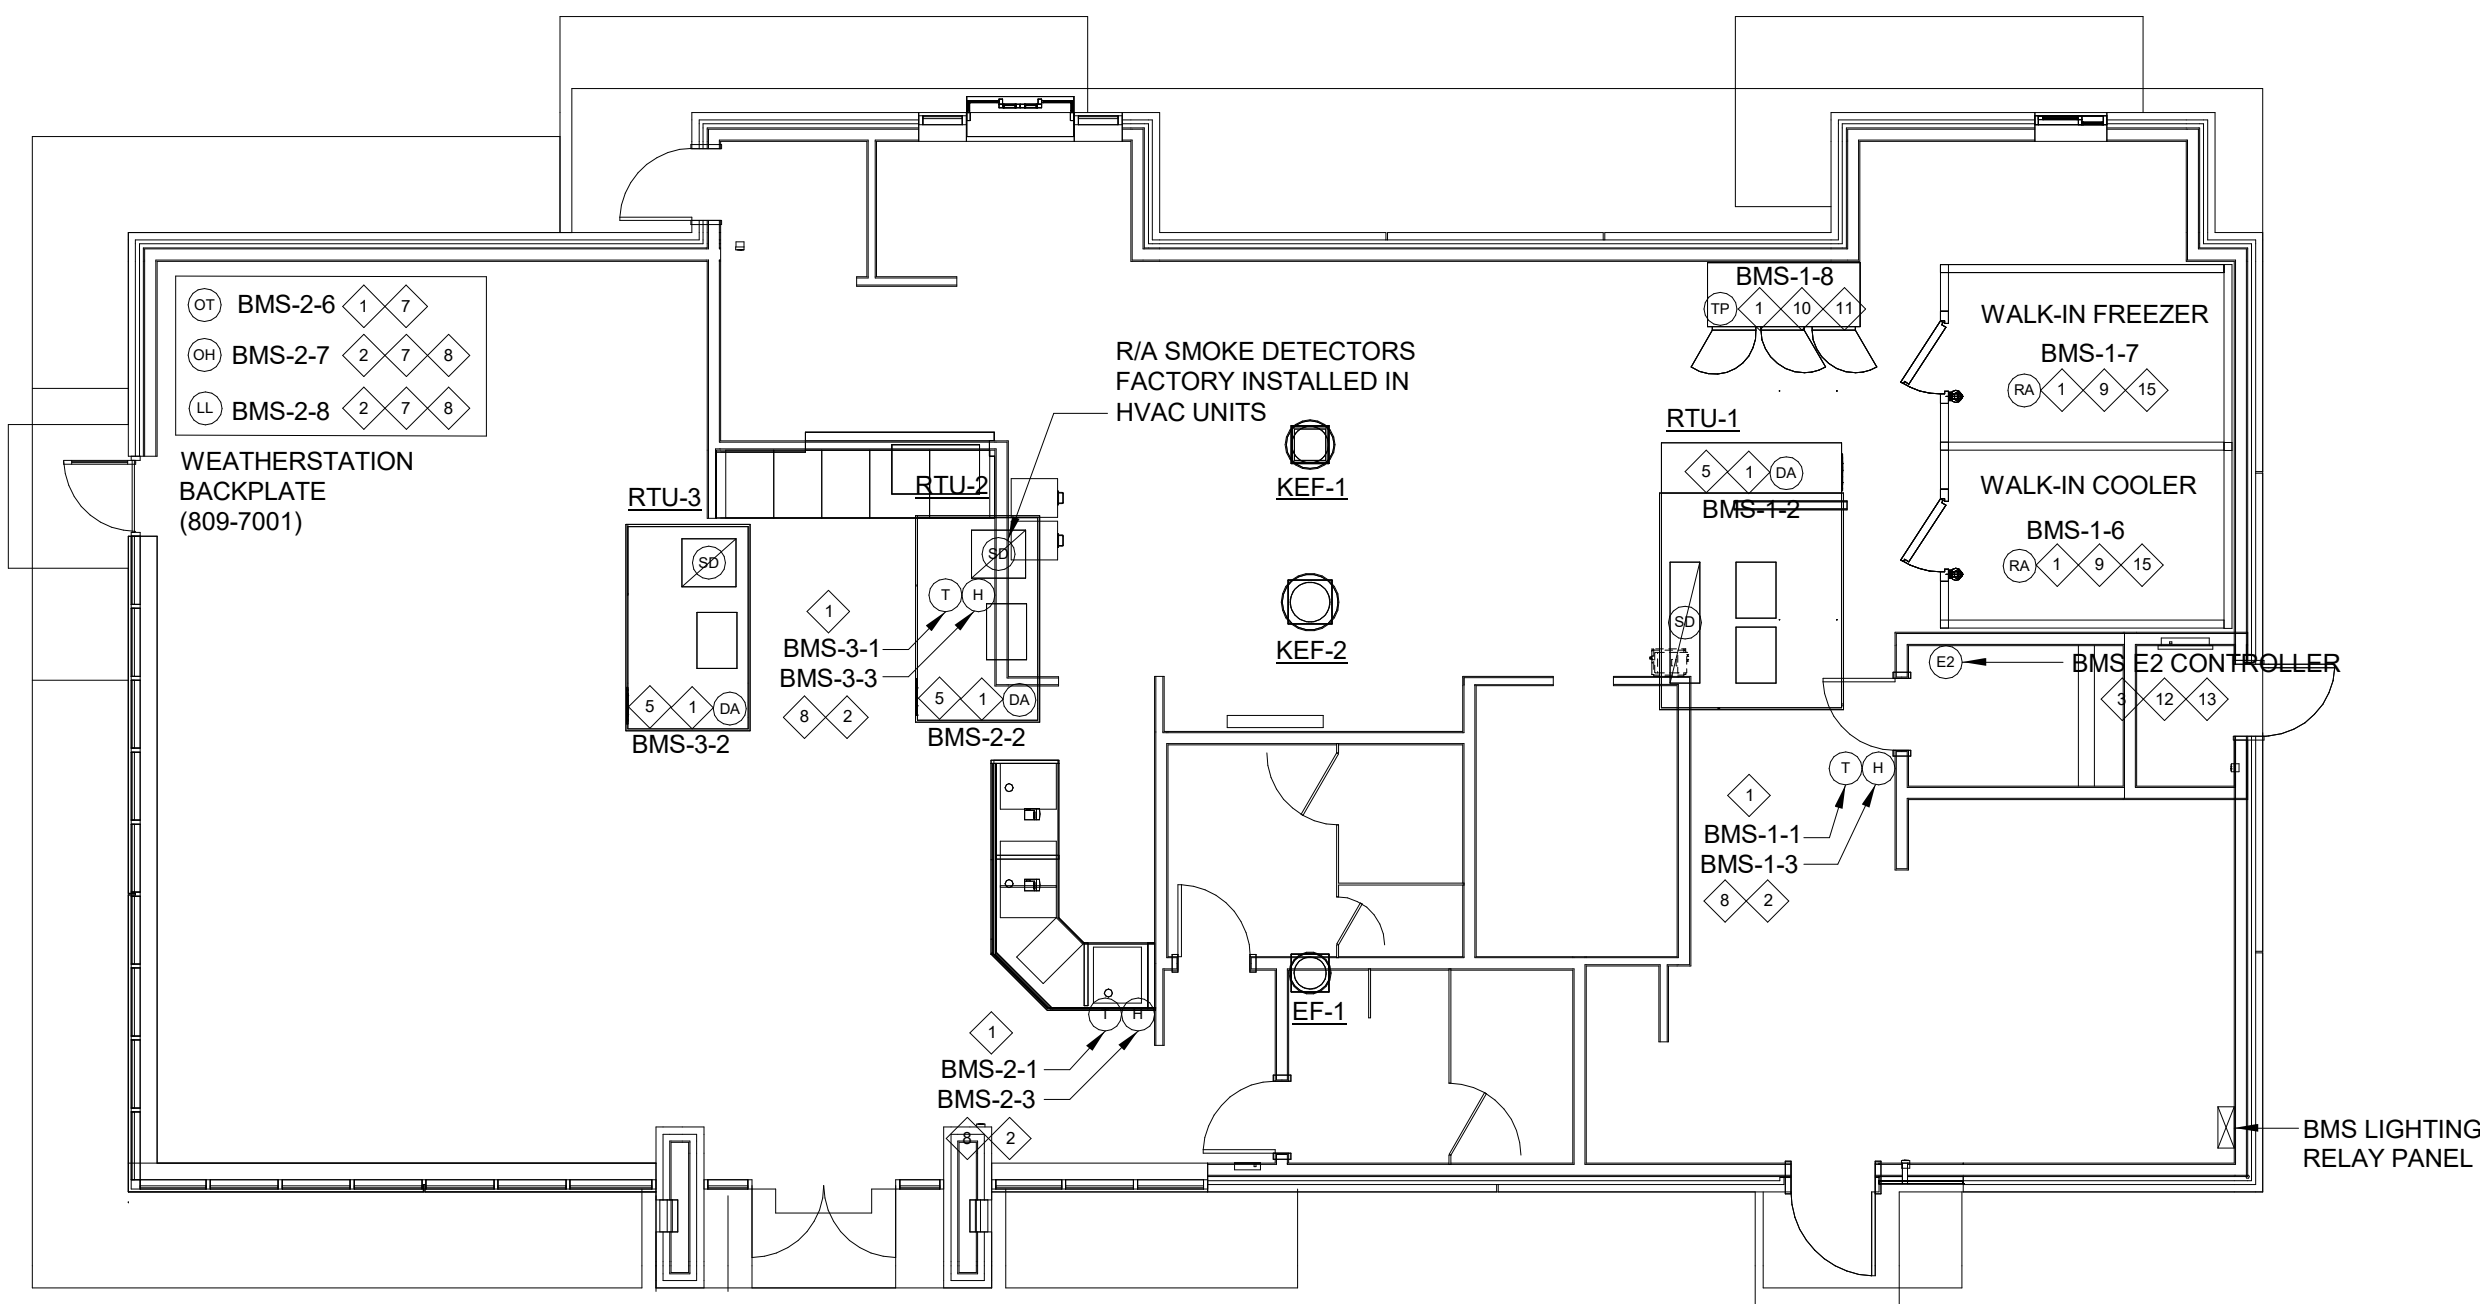 OT BMS-2-6 1 7
OH BMS-2-7 2 7 8
LL BMS-2-8 2 7 8
WEATHERSTATION
BACKPLATE
(809-7001)
R/A SMOKE DETECTORS
FACTORY INSTALLED IN
HVAC UNITS
BMS-1-8
TP 1 10 11
WALK-IN FREEZER
BMS-1-7
RA 1 9 15
WALK-IN COOLER
BMS-1-6
RA 1 9 15
RTU-1
5 1 DA
BMS-1-2
SD
KEF-1
KEF-2
RTU-3
SD
5 1 DA
BMS-3-2
RTU-2
SD
T H
1
BMS-3-1
BMS-3-3
8 2
5 1 DA
BMS-2-2
E2
BMS E2 CONTROLLER
3 12 13
T H
1
BMS-1-1
BMS-1-3
8 2
T H
1
BMS-2-1
BMS-2-3
8 2
EF-1
BMS LIGHTING
RELAY PANEL